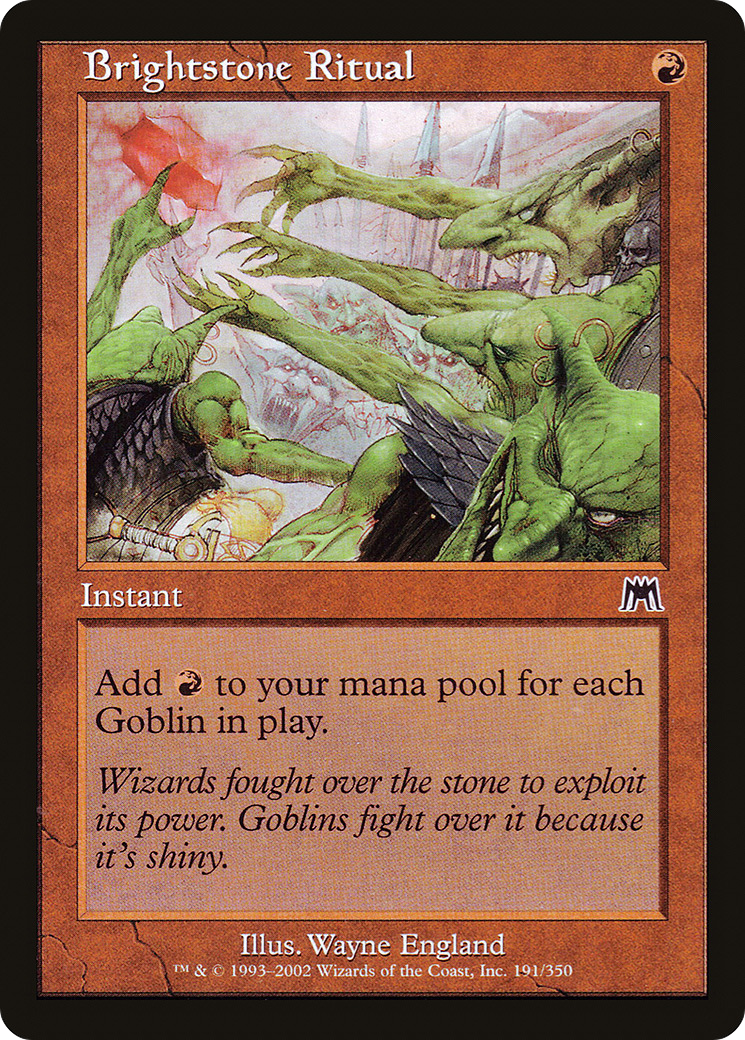 Brightstone Ritual
Instant
Add to your mana pool for each
Goblin in play.
Wizards fought over the stone to exploit
its power. Goblins fight over it because
it's shiny.
Illus. Wayne England
™ & © 1993–2002 Wizards of the Coast, Inc. 191/350